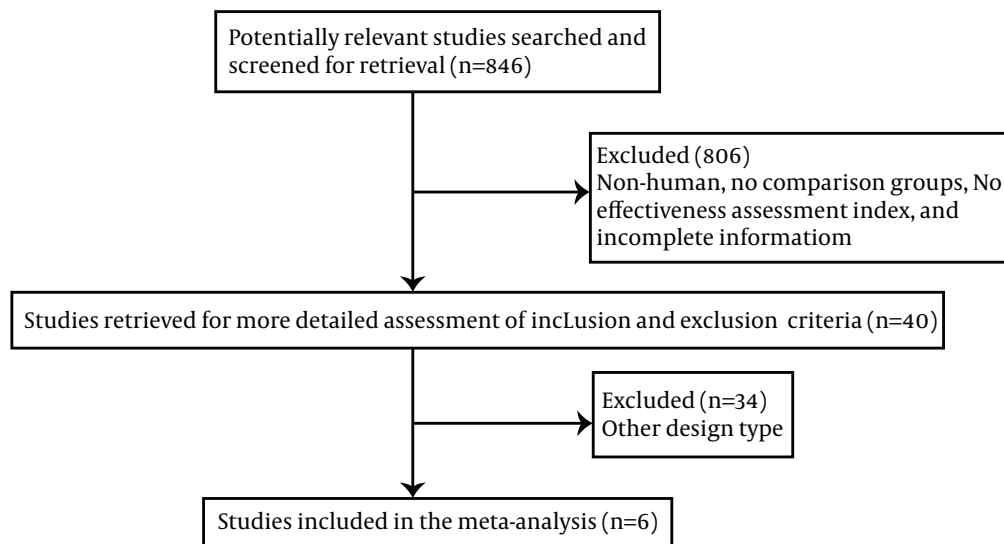 Potentially relevant studies searched and
screened for retrieval (n=846)
Excluded (806)
Non-human, no comparison groups, No
effectiveness assessment index, and
incomplete informatiom
Studies retrieved for more detailed assessment of incLusion and exclusion criteria (n=40)
Excluded (n=34)
Other design type
Studies included in the meta-analysis (n=6)